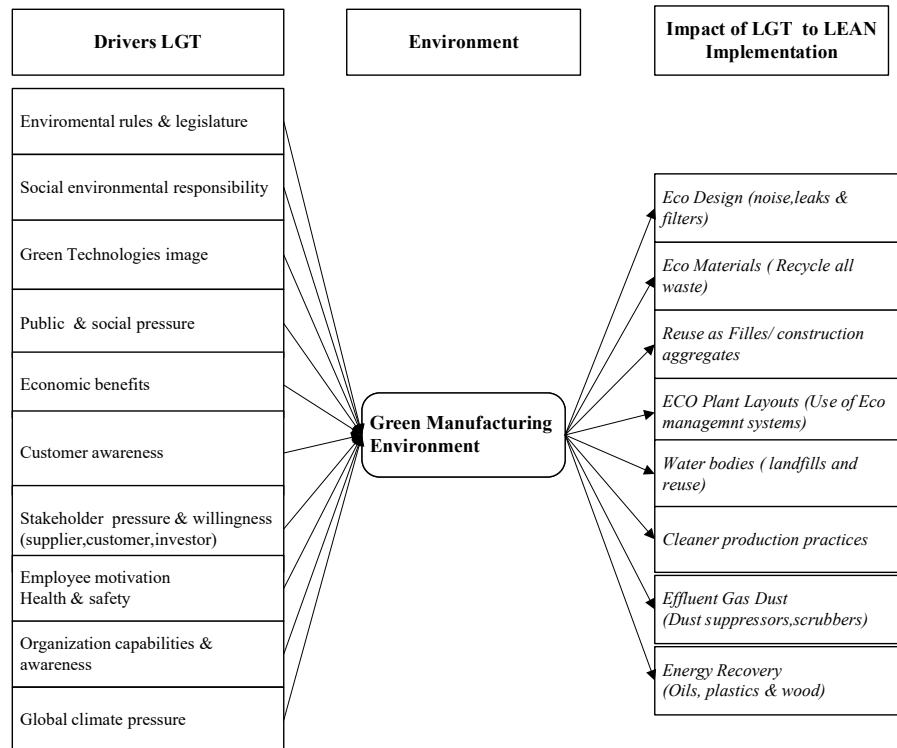 Drivers LGT
Environment
Impact of LGT to LEAN
Implementation
Enviromental rules & legislature
Social environmental responsibility
Green Technologies image
Public & social pressure
Economic benefits
Customer awareness
Stakeholder pressure & willingness
(supplier,customer,investor)
Employee motivation
Health & safety
Organization capabilities &
awareness
Global climate pressure
Green Manufacturing
Environment
Eco Design (noise,leaks &
filters)
Eco Materials ( Recycle all
waste)
Reuse as Filles/ construction
aggregates
ECO Plant Layouts (Use of Eco
managemnt systems)
Water bodies ( landfills and
reuse)
Cleaner production practices
Effluent Gas Dust
(Dust suppressors,scrubbers)
Energy Recovery
(Oils, plastics & wood)